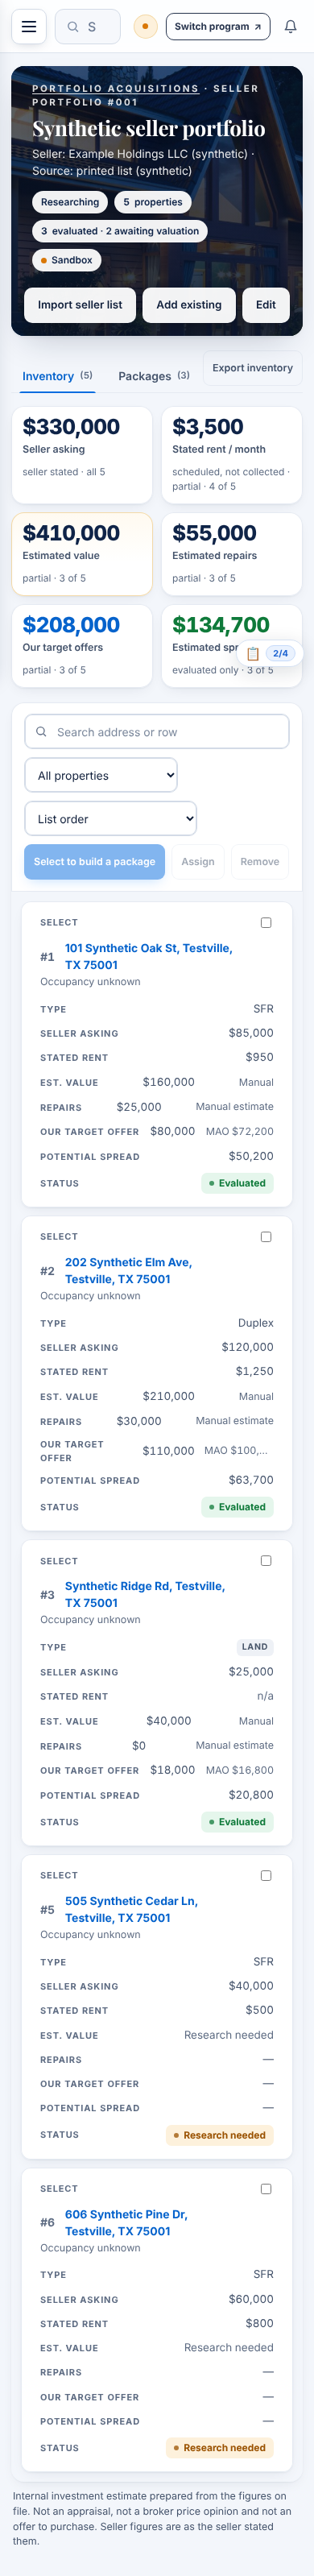 S
Switch program ↗
PORTFOLIO ACQUISITIONS · SELLER
PORTFOLIO #001
Synthetic seller portfolio
Seller: Example Holdings LLC (synthetic) ·
Source: printed list (synthetic)
Researching
5 properties
3 evaluated · 2 awaiting valuation
Sandbox
Import seller list
Add existing
Edit
Inventory (5)
Packages (3)
Export inventory
$330,000
Seller asking
seller stated · all 5
$3,500
Stated rent / month
scheduled, not collected ·
partial · 4 of 5
$410,000
Estimated value
partial · 3 of 5
$55,000
Estimated repairs
partial · 3 of 5
$208,000
Our target offers
partial · 3 of 5
$134,700
Estimated
2/4
evaluated only · 3 of 5
Search address or row
All properties
List order
Select to build a package
Assign
Remove
SELECT
#1 101 Synthetic Oak St, Testville,
TX 75001
Occupancy unknown
TYPE SFR
SELLER ASKING $85,000
STATED RENT $950
EST. VALUE $160,000 Manual
REPAIRS $25,000 Manual estimate
OUR TARGET OFFER $80,000 MAO $72,200
POTENTIAL SPREAD $50,200
STATUS Evaluated
SELECT
#2 202 Synthetic Elm Ave,
Testville, TX 75001
Occupancy unknown
TYPE Duplex
SELLER ASKING $120,000
STATED RENT $1,250
EST. VALUE $210,000 Manual
REPAIRS $30,000 Manual estimate
OUR TARGET
OFFER $110,000 MAO $100,...
POTENTIAL SPREAD $63,700
STATUS Evaluated
SELECT
#3 Synthetic Ridge Rd, Testville,
TX 75001
Occupancy unknown
TYPE LAND
SELLER ASKING $25,000
STATED RENT n/a
EST. VALUE $40,000 Manual
REPAIRS $0 Manual estimate
OUR TARGET OFFER $18,000 MAO $16,800
POTENTIAL SPREAD $20,800
STATUS Evaluated
SELECT
#5 505 Synthetic Cedar Ln,
Testville, TX 75001
Occupancy unknown
TYPE SFR
SELLER ASKING $40,000
STATED RENT $500
EST. VALUE Research needed
REPAIRS —
OUR TARGET OFFER —
POTENTIAL SPREAD —
STATUS Research needed
SELECT
#6 606 Synthetic Pine Dr,
Testville, TX 75001
Occupancy unknown
TYPE SFR
SELLER ASKING $60,000
STATED RENT $800
EST. VALUE Research needed
REPAIRS —
OUR TARGET OFFER —
POTENTIAL SPREAD —
STATUS Research needed
Internal investment estimate prepared from the figures on
file. Not an appraisal, not a broker price opinion and not an
offer to purchase. Seller figures are as the seller stated
them.